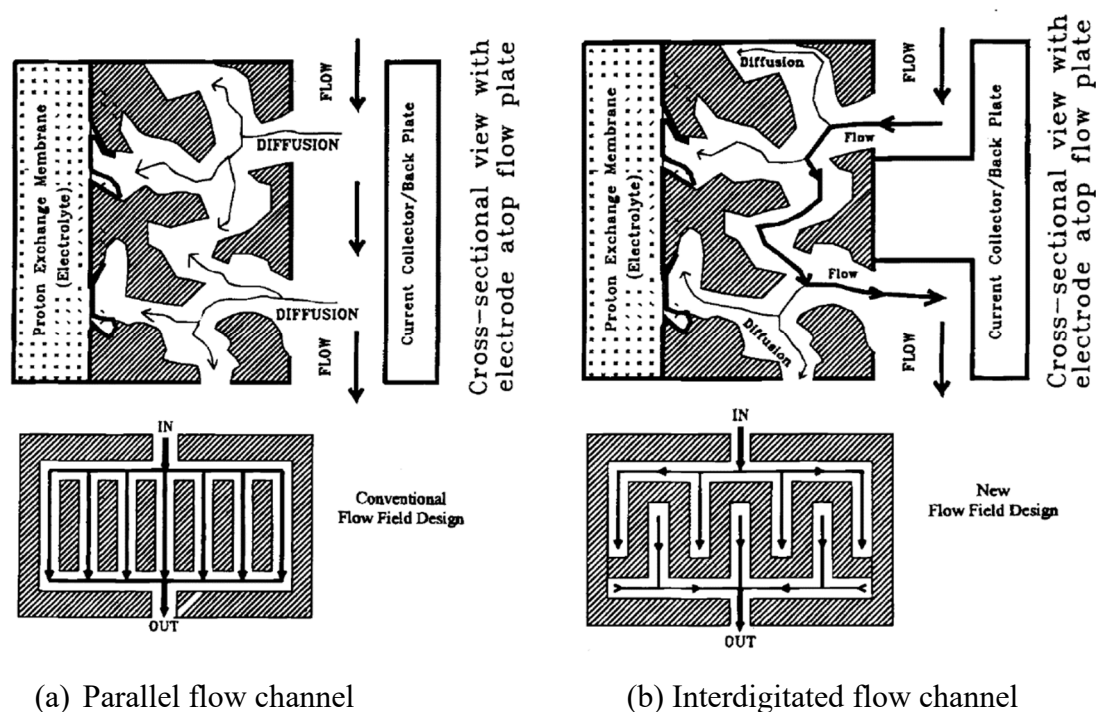 Proton Exchange Membrane
(Electrolyte)
FLOW
DIFFUSION
DIFFUSION
FLOW
Current Collector/Back Plate
Cross-sectional view with
electrode atop flow plate
IN
OUT
Conventional
Flow Field Design
(a) Parallel flow channel
Proton Exchange Membrane
(Electrolyte)
Diffusion
FLOW
Flow
Flow
Diffusion
FLOW
Current Collector/Back Plate
Cross-sectional view with
electrode atop flow plate
IN
OUT
New
Flow Field Design
(b) Interdigitated flow channel